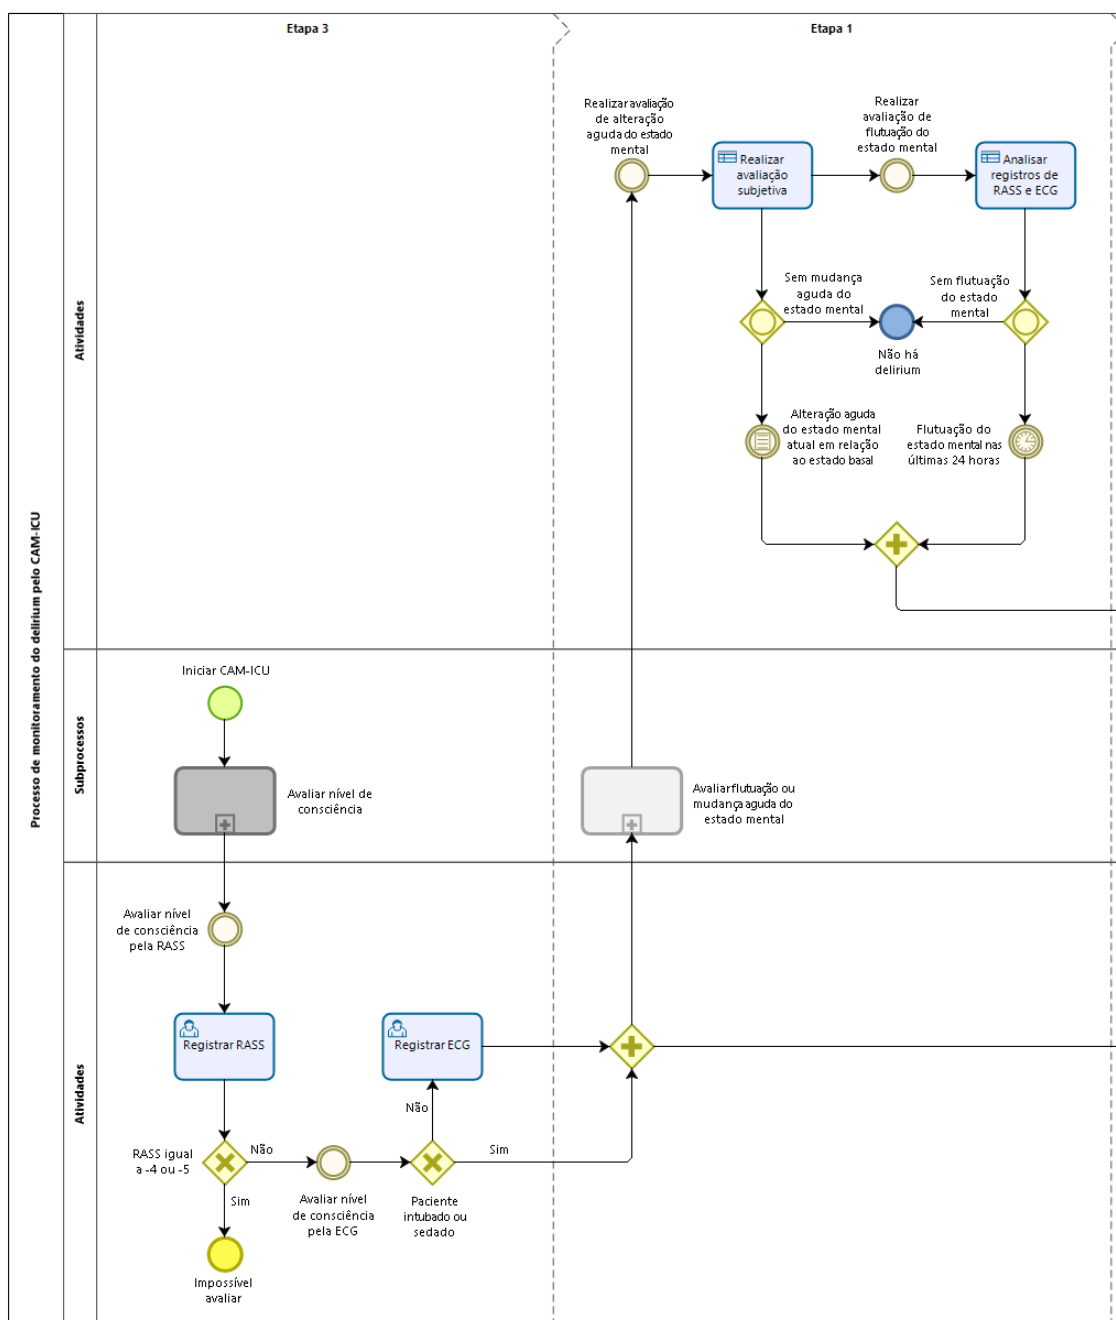 Etapa 3
Etapa 1
Processo de monitoramento do delirium pelo CAM-ICU
Atividades
Realizar avaliação
de alteração
aguda do estado
mental
Realizar
avaliação
subjetiva
Realizar
avaliação de
flutuação do
estado mental
Analisar
registros de
RASS e ECG
Sem mudança
aguda do
estado mental
Sem flutuação
do estado
mental
Não há
delirium
Alteração aguda
do estado mental
atual em relação
ao estado basal
Flutuação do
estado mental nas
últimas 24 horas
Subprocessos
Iniciar CAM-ICU
Avaliar nível de
consciência
Avaliar flutuação ou
mudança aguda do
estado mental
Atividades
Avaliar nível
de consciência
pela RASS
Registrar RASS
Registrar ECG
RASS igual
a -4 ou -5
Não
Sim
Avaliar nível
de consciência
pela ECG
Não
Sim
Paciente
intubado ou
sedado
Impossível
avaliar